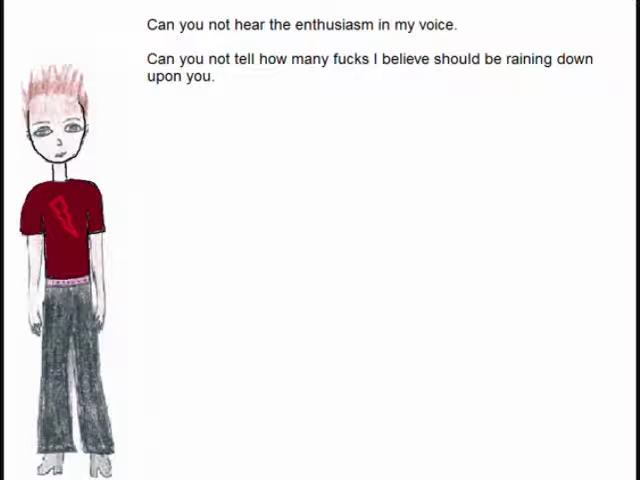 Can you not hear the enthusiasm in my voice.
Can you not tell how many fucks I believe should be raining down
upon you.